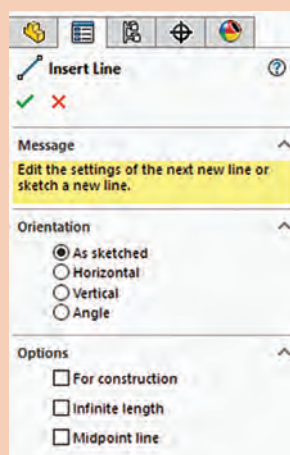 Insert Line
Message
Edit the settings of the next new line or
sketch a new line.
Orientation
As sketched
Horizontal
Vertical
Angle
Options
For construction
Infinite length
Midpoint line